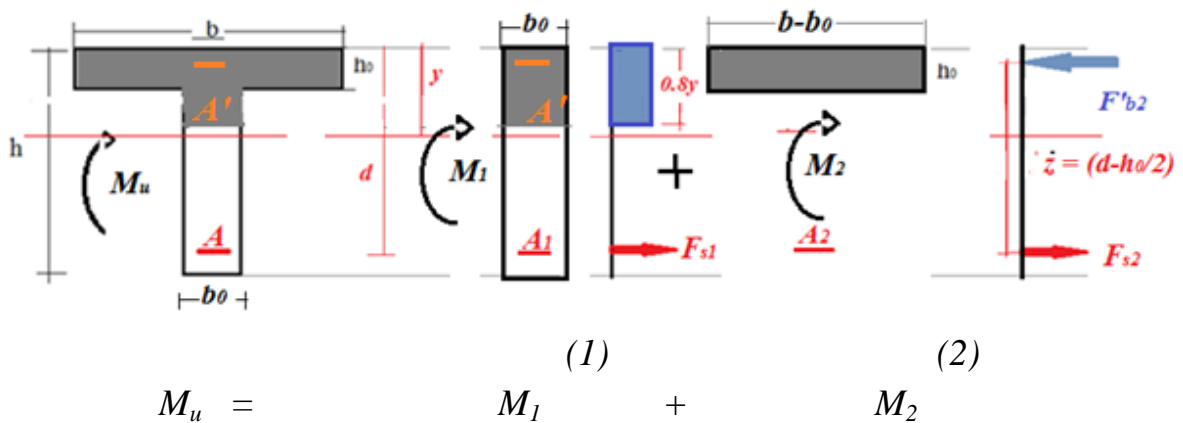 b
b0
b-b0
h0
y
0.8y
h0
A'
A'
F'b2
h
d
Mu
M1
+
M2
ż = (d-h0/2)
A
A1
Fs1
A2
Fs2
b0
(1) (2)
Mu = M1 + M2